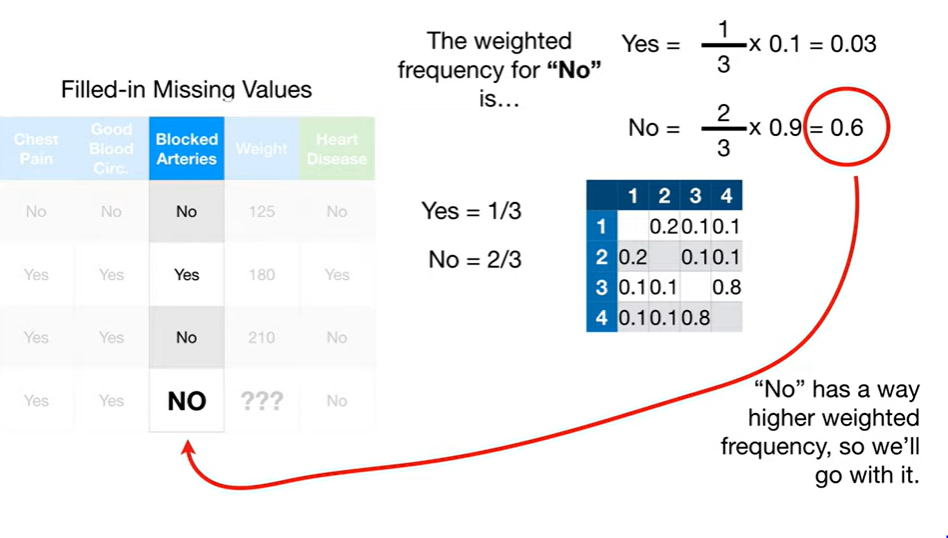 The weighted
frequency for “No”
is…
Yes = 1/3 x 0.1 = 0.03
No = 2/3 x 0.9 = 0.6
Filled-in Missing Values
Chest Pain Good Blood Circ. Blocked Arteries Weight Heart Disease
No No No 125 No
Yes Yes Yes 180 Yes
Yes Yes No 210 No
Yes Yes NO ??? No
Yes = 1/3
No = 2/3
1 2 3 4
1 0.2 0.1 0.1
2 0.2 0.1 0.1
3 0.1 0.1 0.8
4 0.1 0.1 0.8
“No” has a way
higher weighted
frequency, so we’ll
go with it.